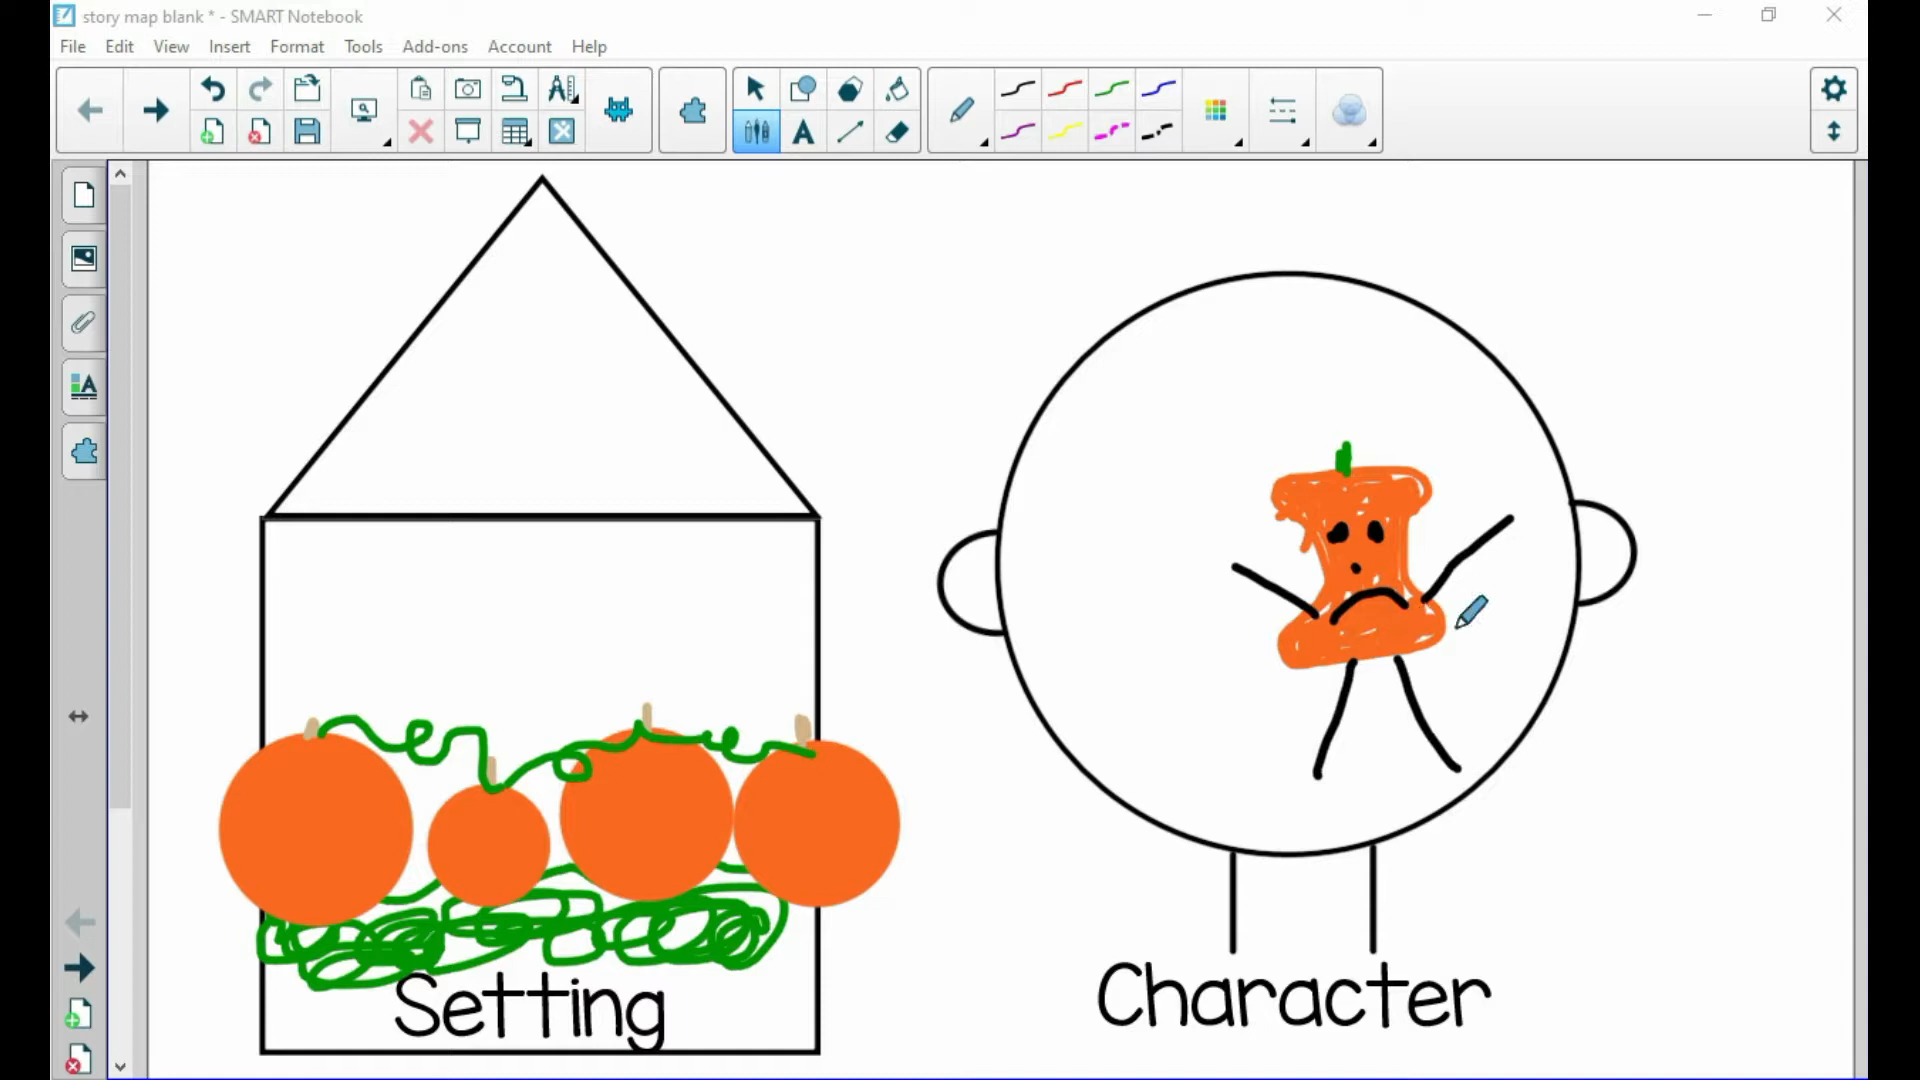 story map blank * - SMART Notebook
File Edit View Insert Format Tools Add-ons Account Help
Setting
Character